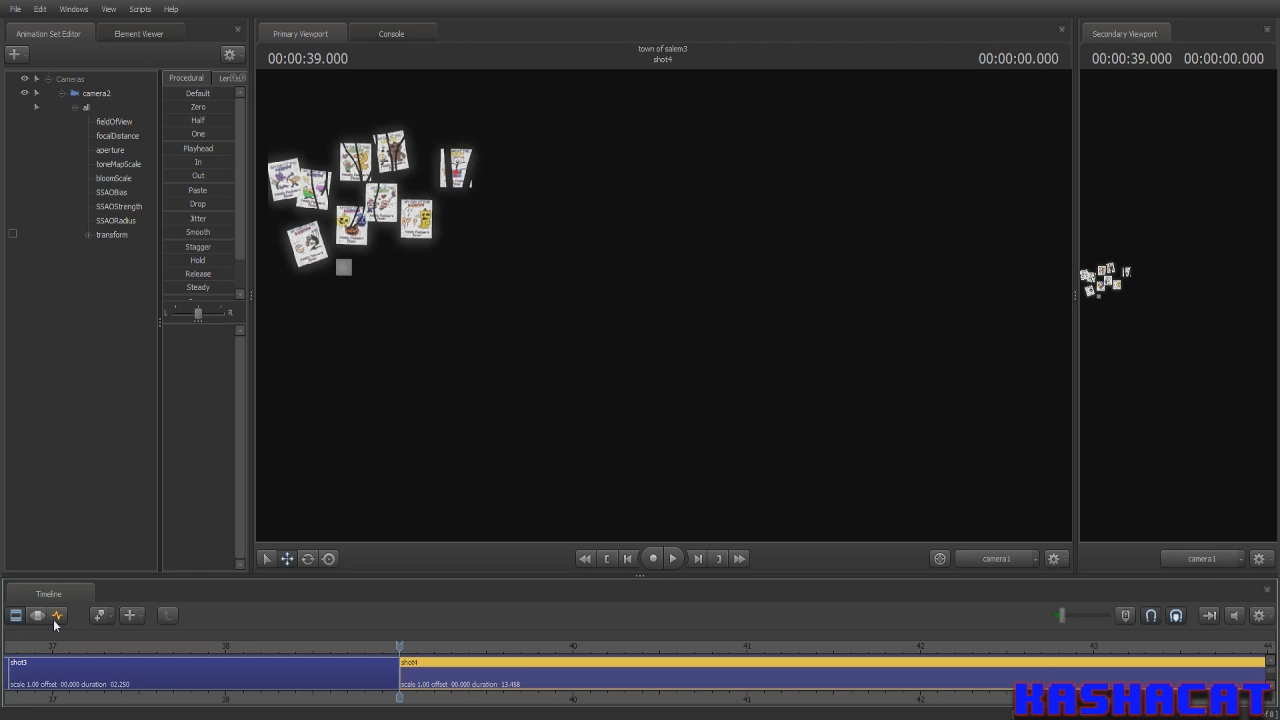 File Edit Windows View Scripts Help
Animation Set Editor Element Viewer
Primary Viewport Console
Secondary Viewport
00:00:39.000
town of salem3
shot4
00:00:00.000
00:00:39.000 00:00:00.000
Cameras
camera2
all
fieldOfView
focalDistance
aperture
toneMapScale
bloomScale
SSAOBias
SSAOStrength
SSAORadius
transform
Procedural
Default
Zero
Half
One
Playhead
In
Out
Paste
Drop
Jitter
Smooth
Stagger
Hold
Release
Steady
L R
camera1
camera1
Timeline
37 38 40 41 42 43 44
shot3
shot4
scale 1.00 offset 00.000 duration 02.250
scale 1.00 offset 00.000 duration 13.458
37 38 40 41 42
KASHACAT